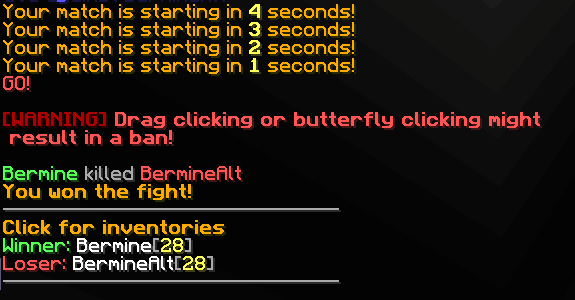 Your match is starting in 4 seconds!
Your match is starting in 3 seconds!
Your match is starting in 2 seconds!
Your match is starting in 1 seconds!
GO!
[WARNING] Drag clicking or butterfly clicking might
result in a ban!
Bermine killed BermineAlt
You won the fight!
Click for inventories
Winner: Bermine[28]
Loser: BermineAlt[28]